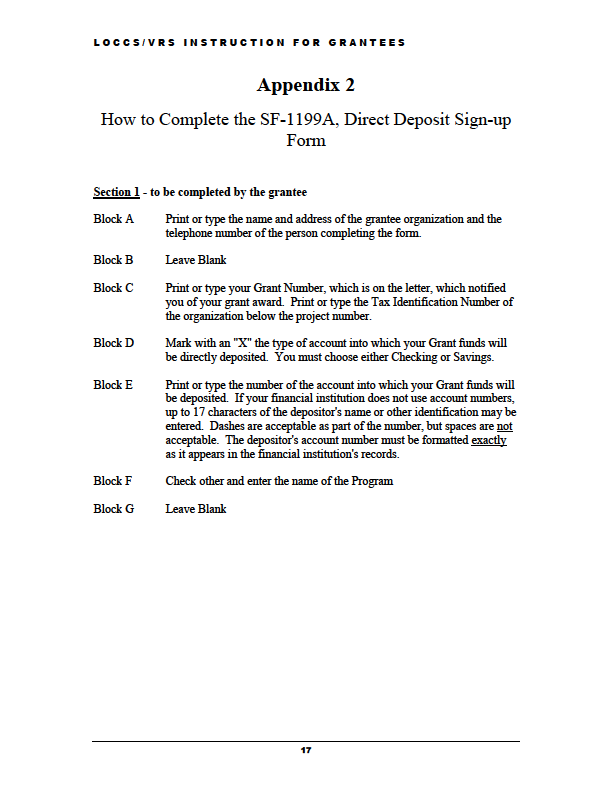 LOCCS/VRS INSTRUCTION FOR GRANTEES
Appendix 2
How to Complete the SF-1199A, Direct Deposit Sign-up
Form
Section 1 - to be completed by the grantee
Block A Print or type the name and address of the grantee organization and the
telephone number of the person completing the form.
Block B Leave Blank
Block C Print or type your Grant Number, which is on the letter, which notified
you of your grant award. Print or type the Tax Identification Number of
the organization below the project number.
Block D Mark with an "X" the type of account into which your Grant funds will
be directly deposited. You must choose either Checking or Savings.
Block E Print or type the number of the account into which your Grant funds will
be deposited. If your financial institution does not use account numbers,
up to 17 characters of the depositor's name or other identification may be
entered. Dashes are acceptable as part of the number, but spaces are not
acceptable. The depositor's account number must be formatted exactly
as it appears in the financial institution's records.
Block F Check other and enter the name of the Program
Block G Leave Blank
17